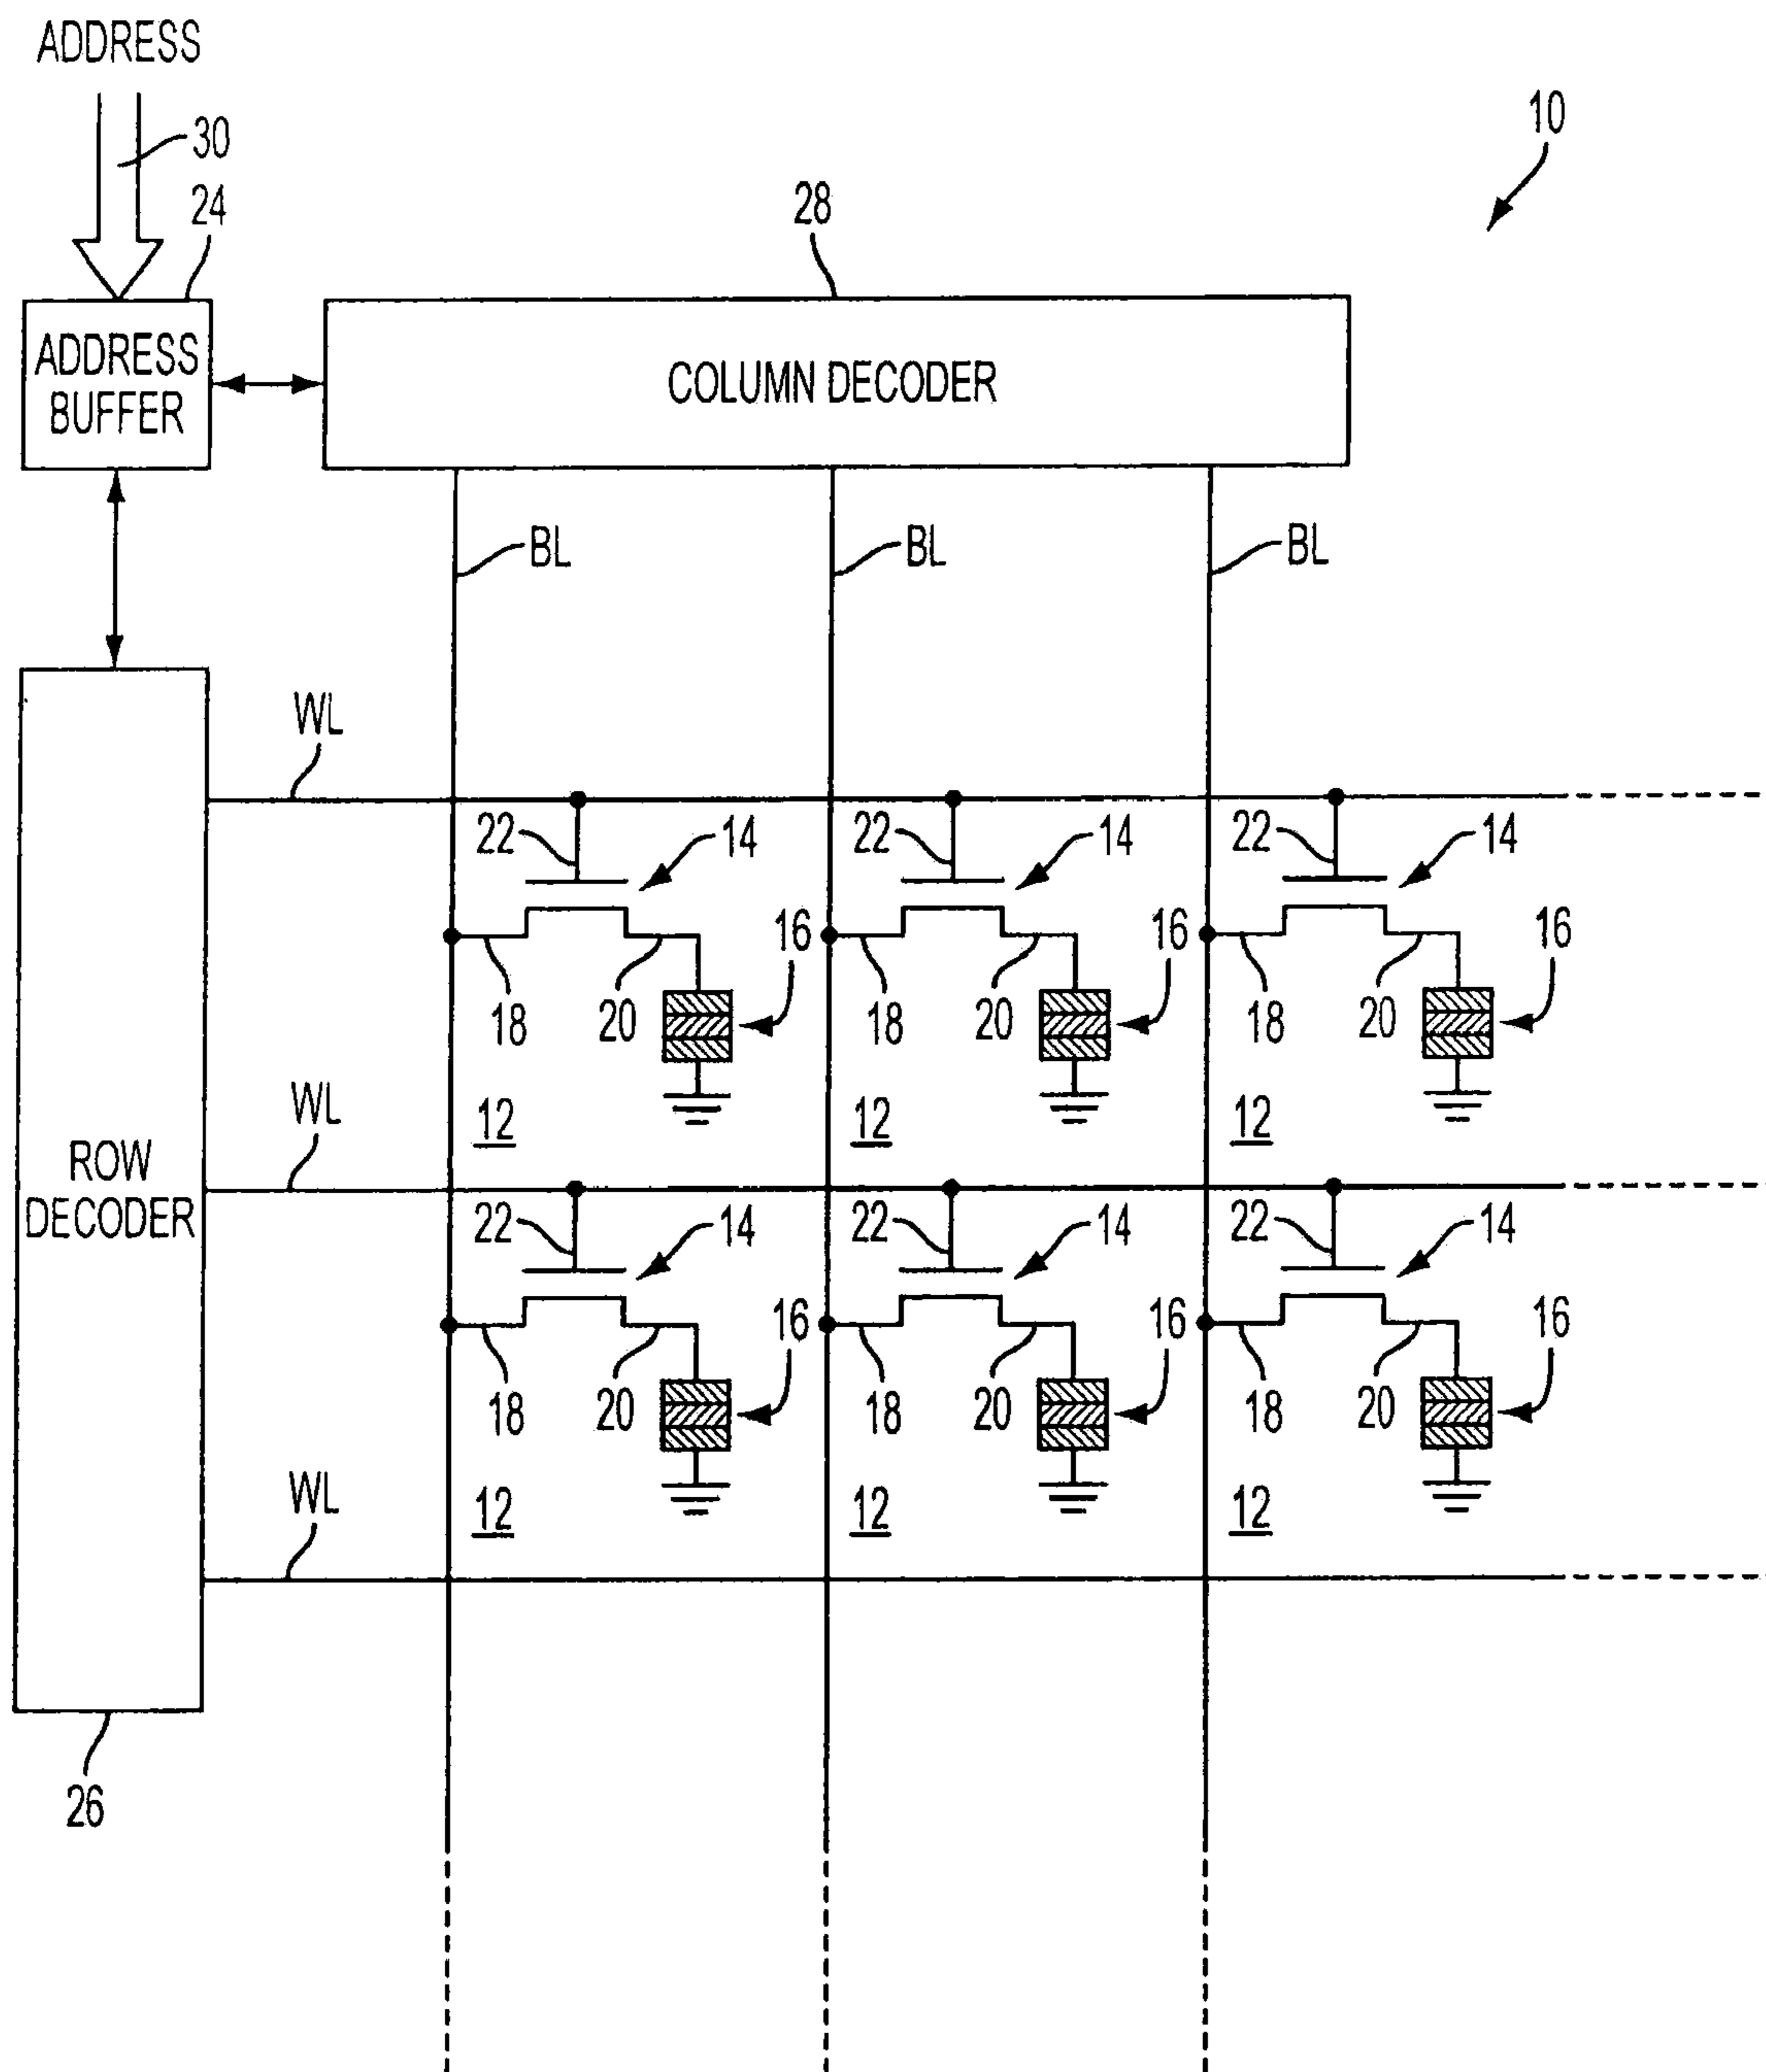 ADDRESS
10
30
24
28
ADDRESS
BUFFER
COLUMN DECODER
BL BL BL
WL
22 14 22 14 22 14
16 16 16
18 20 18 20 18 20
WL
12 12 12
ROW
DECODER
22 14 22 14 22 14
16 16 16
18 20 18 20 18 20
WL
12 12 12
26